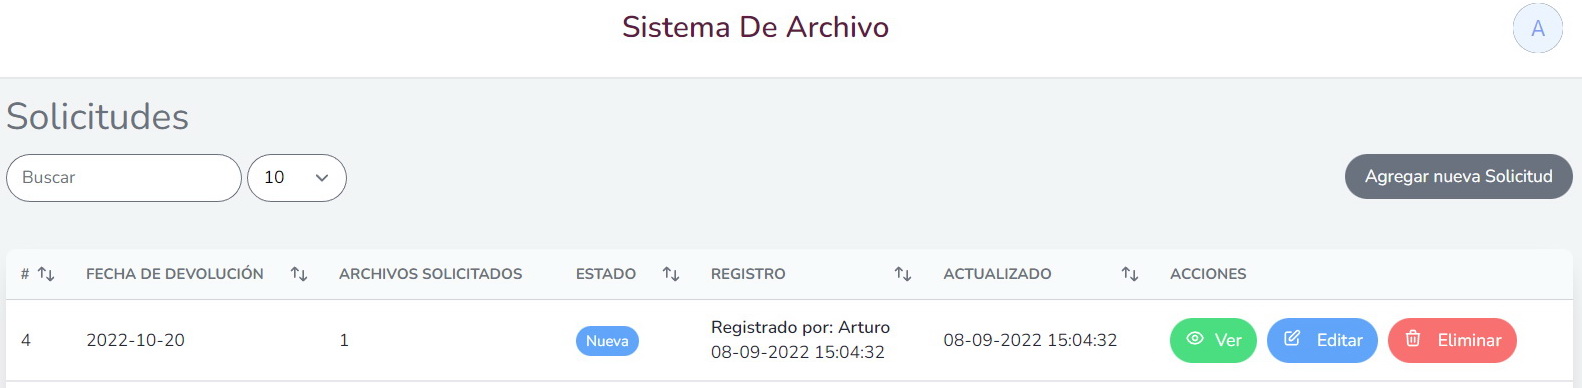 Sistema De Archivo
A
Solicitudes
Buscar
10
Agregar nueva Solicitud
# FECHA DE DEVOLUCIÓN ARCHIVOS SOLICITADOS ESTADO REGISTRO ACTUALIZADO ACCIONES
4 2022-10-20 1 Nueva Registrado por: Arturo 08-09-2022 15:04:32 Ver Editar Eliminar
08-09-2022 15:04:32